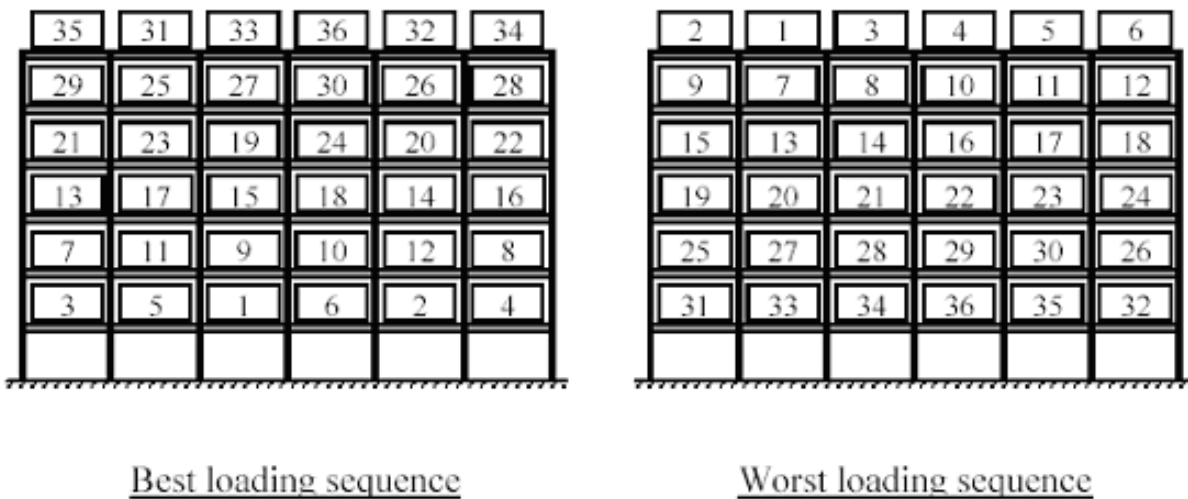 35 31 33 36 32 34
29 25 27 30 26 28
21 23 19 24 20 22
13 17 15 18 14 16
7 11 9 10 12 8
3 5 1 6 2 4
Best loading sequence
2 1 3 4 5 6
9 7 8 10 11 12
15 13 14 16 17 18
19 20 21 22 23 24
25 27 28 29 30 26
31 33 34 36 35 32
Worst loading sequence